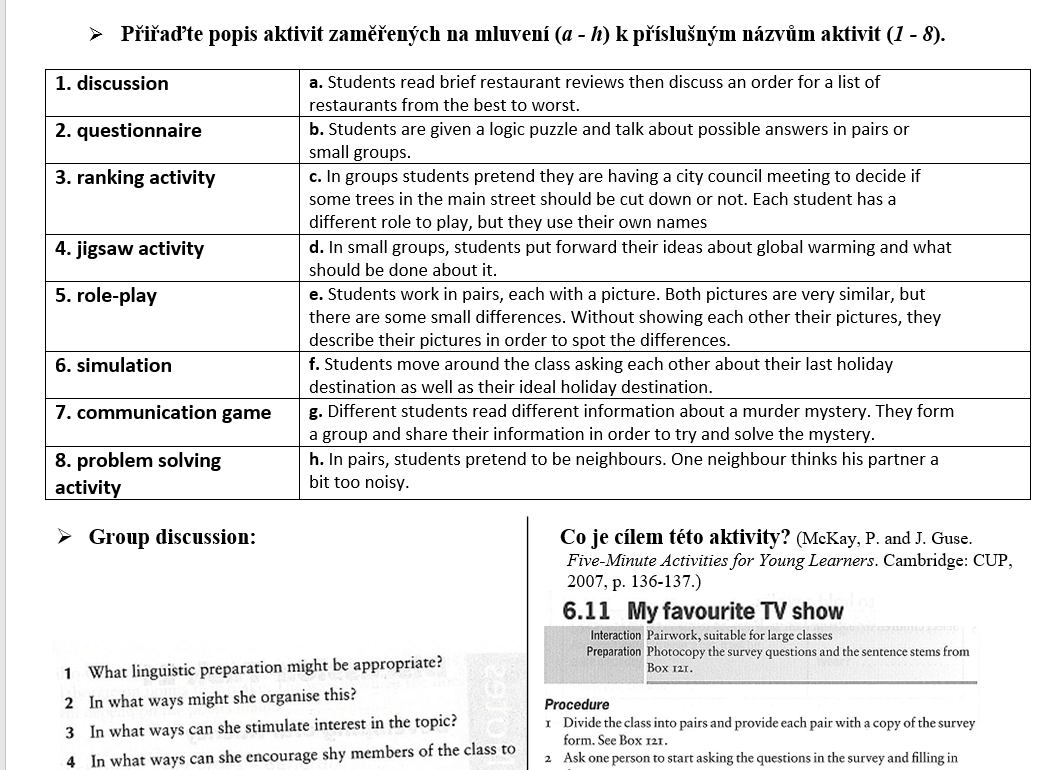 ➢ Přiřaďte popis aktivit zaměřených na mluvení (a - h) k příslušným názvům aktivit (1 - 8).
1. discussion
a. Students read brief restaurant reviews then discuss an order for a list of
restaurants from the best to worst.
2. questionnaire
b. Students are given a logic puzzle and talk about possible answers in pairs or
small groups.
3. ranking activity
c. In groups students pretend they are having a city council meeting to decide if
some trees in the main street should be cut down or not. Each student has a
different role to play, but they use their own names
4. jigsaw activity
d. In small groups, students put forward their ideas about global warming and what
should be done about it.
5. role-play
e. Students work in pairs, each with a picture. Both pictures are very similar, but
there are some small differences. Without showing each other their pictures, they
describe their pictures in order to spot the differences.
6. simulation
f. Students move around the class asking each other about their last holiday
destination as well as their ideal holiday destination.
7. communication game
g. Different students read different information about a murder mystery. They form
a group and share their information in order to try and solve the mystery.
8. problem solving
activity
h. In pairs, students pretend to be neighbours. One neighbour thinks his partner a
bit too noisy.
➢ Group discussion:
1 What linguistic preparation might be appropriate?
2 In what ways might she organise this?
3 In what ways can she stimulate interest in the topic?
4 In what ways can she encourage shy members of the class to
Co je cílem této aktivity? (McKay, P. and J. Guse.
Five-Minute Activities for Young Learners. Cambridge: CUP,
2007, p. 136-137.)
6.11 My favourite TV show
Interaction Pairwork, suitable for large classes
Preparation Photocopy the survey questions and the sentence stems from
Box 121.
Procedure
1 Divide the class into pairs and provide each pair with a copy of the survey
form. See Box 121.
2 Ask one person to start asking the questions in the survey and filling in